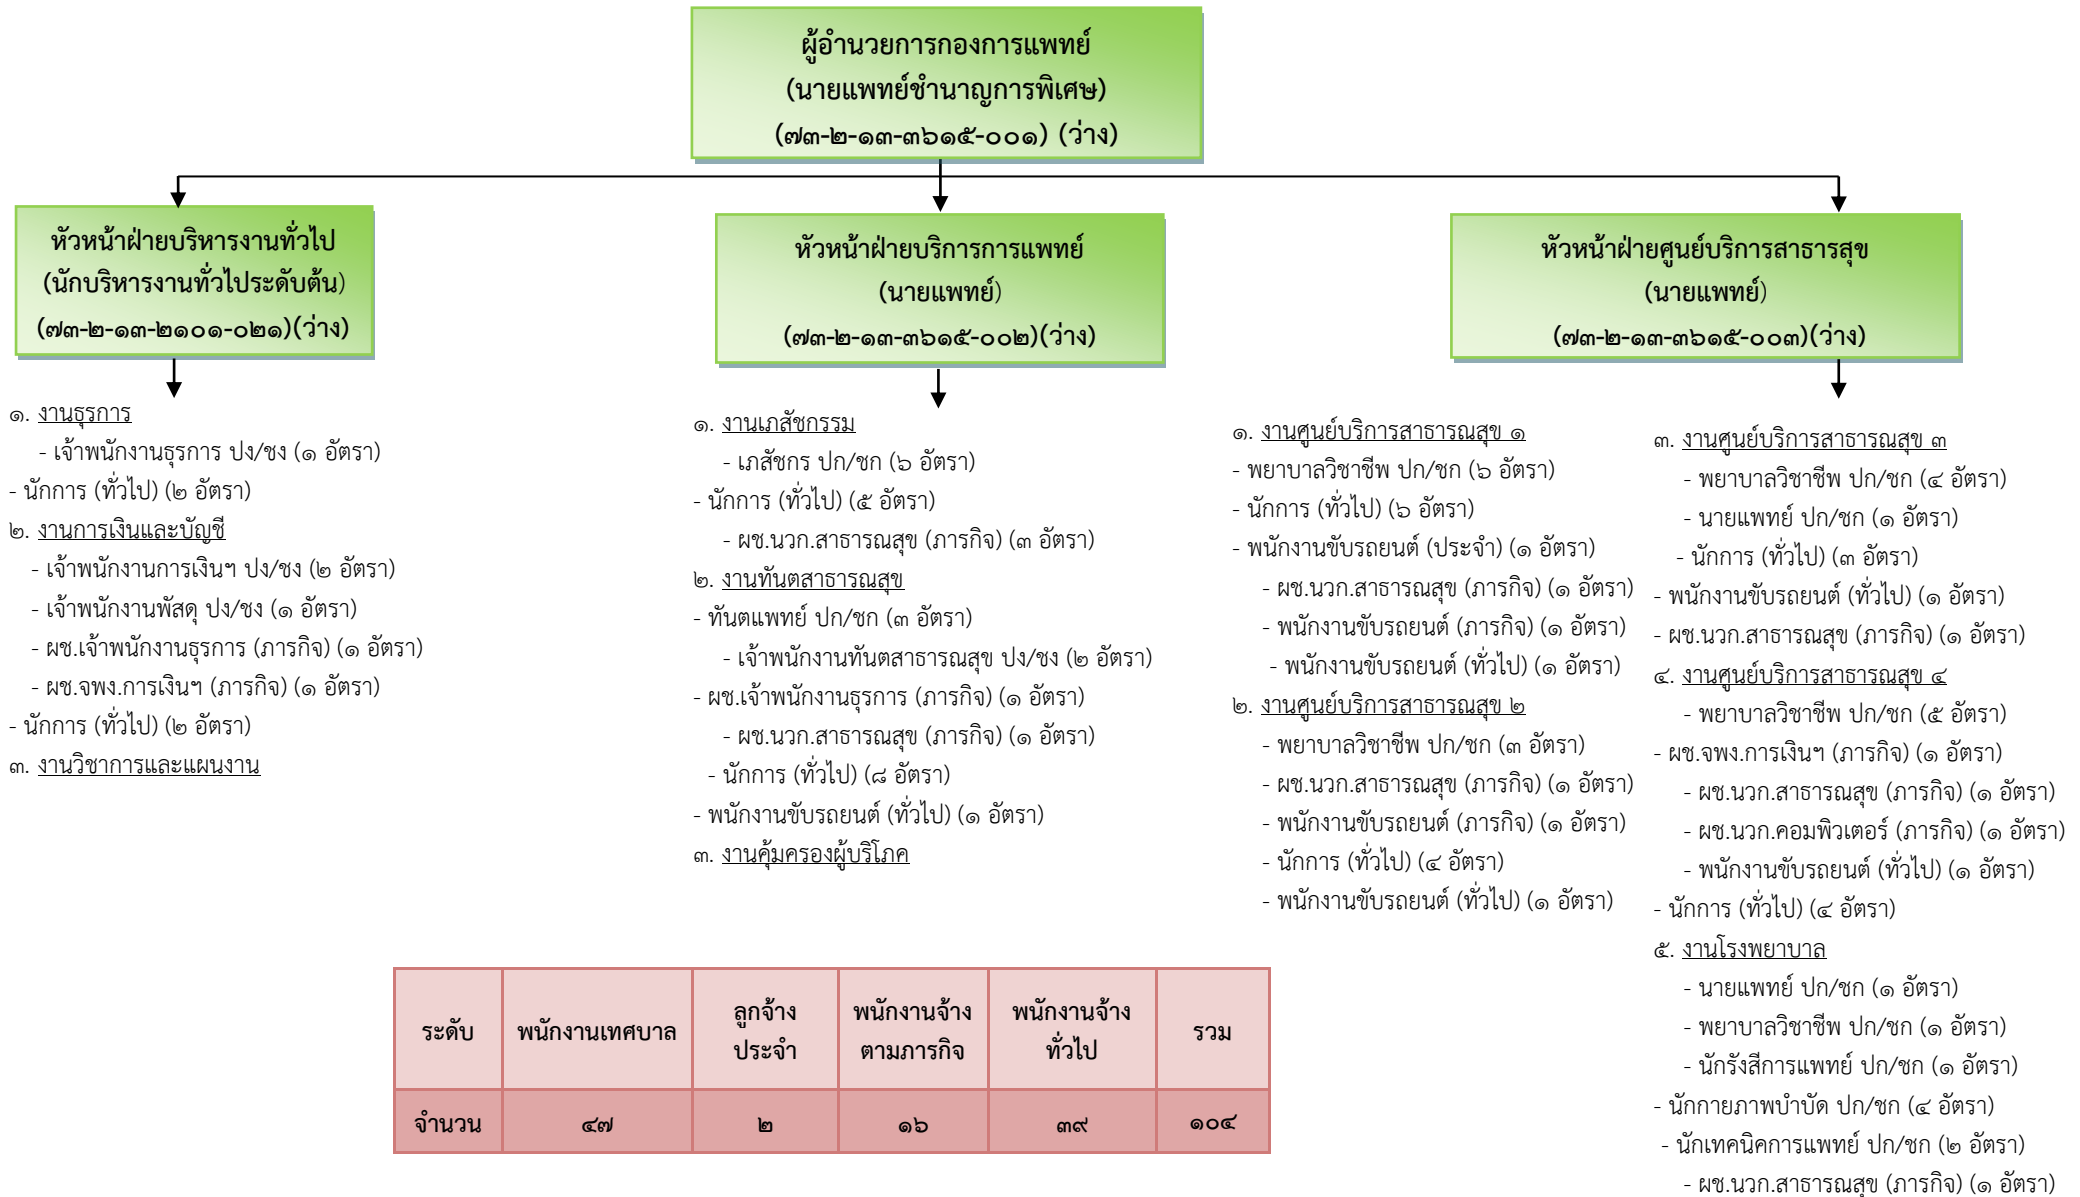 ผู้อำนวยการกองการแพทย์
(นายแพทย์ชำนาญการพิเศษ)
(๗๓-๒-๑๓-๓๖๑๕-๐๐๑) (ว่าง)
หัวหน้าฝ่ายบริหารงานทั่วไป
(นักบริหารงานทั่วไประดับต้น)
(๗๓-๒-๑๓-๒๑๐๑-๐๒๑)(ว่าง)
หัวหน้าฝ่ายบริการการแพทย์
(นายแพทย์)
(๗๓-๒-๑๓-๓๖๑๕-๐๐๒)(ว่าง)
หัวหน้าฝ่ายศูนย์บริการสาธารสุข
(นายแพทย์)
(๗๓-๒-๑๓-๓๖๑๕-๐๐๓)(ว่าง)
๑. งานธุรการ
- เจ้าพนักงานธุรการ ปง/ชง (๑ อัตรา)
- นักการ (ทั่วไป) (๒ อัตรา)
๒. งานการเงินและบัญชี
- เจ้าพนักงานการเงินฯ ปง/ชง (๒ อัตรา)
- เจ้าพนักงานพัสดุ ปง/ชง (๑ อัตรา)
- ผช.เจ้าพนักงานธุรการ (ภารกิจ) (๑ อัตรา)
- ผช.จพง.การเงินฯ (ภารกิจ) (๑ อัตรา)
- นักการ (ทั่วไป) (๒ อัตรา)
๓. งานวิชาการและแผนงาน
๑. งานเภสัชกรรม
- เภสัชกร ปก/ชก (๖ อัตรา)
- นักการ (ทั่วไป) (๕ อัตรา)
- ผช.นวก.สาธารณสุข (ภารกิจ) (๓ อัตรา)
๒. งานทันตสาธารณสุข
- ทันตแพทย์ ปก/ชก (๓ อัตรา)
- เจ้าพนักงานทันตสาธารณสุข ปง/ชง (๒ อัตรา)
- ผช.เจ้าพนักงานธุรการ (ภารกิจ) (๑ อัตรา)
- ผช.นวก.สาธารณสุข (ภารกิจ) (๑ อัตรา)
- นักการ (ทั่วไป) (๘ อัตรา)
- พนักงานขับรถยนต์ (ทั่วไป) (๑ อัตรา)
๓. งานคุ้มครองผู้บริโภค
๑. งานศูนย์บริการสาธารณสุข ๑
- พยาบาลวิชาชีพ ปก/ชก (๖ อัตรา)
- นักการ (ทั่วไป) (๖ อัตรา)
- พนักงานขับรถยนต์ (ประจำ) (๑ อัตรา)
- ผช.นวก.สาธารณสุข (ภารกิจ) (๑ อัตรา)
- พนักงานขับรถยนต์ (ภารกิจ) (๑ อัตรา)
- พนักงานขับรถยนต์ (ทั่วไป) (๑ อัตรา)
๒. งานศูนย์บริการสาธารณสุข ๒
- พยาบาลวิชาชีพ ปก/ชก (๓ อัตรา)
- ผช.นวก.สาธารณสุข (ภารกิจ) (๑ อัตรา)
- พนักงานขับรถยนต์ (ภารกิจ) (๑ อัตรา)
- นักการ (ทั่วไป) (๔ อัตรา)
- พนักงานขับรถยนต์ (ทั่วไป) (๑ อัตรา)
๓. งานศูนย์บริการสาธารณสุข ๓
- พยาบาลวิชาชีพ ปก/ชก (๔ อัตรา)
- นายแพทย์ ปก/ชก (๑ อัตรา)
- นักการ (ทั่วไป) (๓ อัตรา)
- พนักงานขับรถยนต์ (ทั่วไป) (๑ อัตรา)
- ผช.นวก.สาธารณสุข (ภารกิจ) (๑ อัตรา)
๔. งานศูนย์บริการสาธารณสุข ๔
- พยาบาลวิชาชีพ ปก/ชก (๕ อัตรา)
- ผช.จพง.การเงินฯ (ภารกิจ) (๑ อัตรา)
- ผช.นวก.สาธารณสุข (ภารกิจ) (๑ อัตรา)
- ผช.นวก.คอมพิวเตอร์ (ภารกิจ) (๑ อัตรา)
- พนักงานขับรถยนต์ (ทั่วไป) (๑ อัตรา)
- นักการ (ทั่วไป) (๔ อัตรา)
๕. งานโรงพยาบาล
- นายแพทย์ ปก/ชก (๑ อัตรา)
- พยาบาลวิชาชีพ ปก/ชก (๑ อัตรา)
- นักรังสีการแพทย์ ปก/ชก (๑ อัตรา)
- นักกายภาพบำบัด ปก/ชก (๔ อัตรา)
- นักเทคนิคการแพทย์ ปก/ชก (๒ อัตรา)
- ผช.นวก.สาธารณสุข (ภารกิจ) (๑ อัตรา)
ระดับ พนักงานเทศบาล ลูกจ้างประจำ พนักงานจ้างตามภารกิจ พนักงานจ้างทั่วไป รวม
จำนวน ๔๗ ๒ ๑๖ ๓๙ ๑๐๔